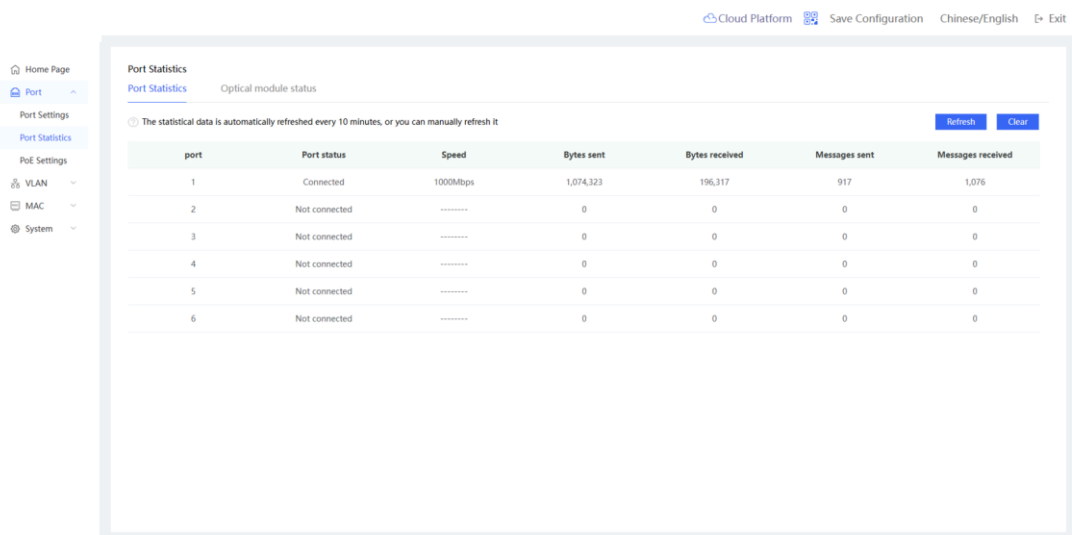 Cloud Platform Save Configuration Chinese/English Exit
Home Page
Port
Port Settings
Port Statistics
PoE Settings
VLAN
MAC
System
Port Statistics
Port Statistics Optical module status
The statistical data is automatically refreshed every 10 minutes, or you can manually refresh it Refresh Clear
port Port status Speed Bytes sent Bytes received Messages sent Messages received
1 Connected 1000Mbps 1,074,323 196,317 917 1,076
2 Not connected -------- 0 0 0 0
3 Not connected -------- 0 0 0 0
4 Not connected -------- 0 0 0 0
5 Not connected -------- 0 0 0 0
6 Not connected -------- 0 0 0 0